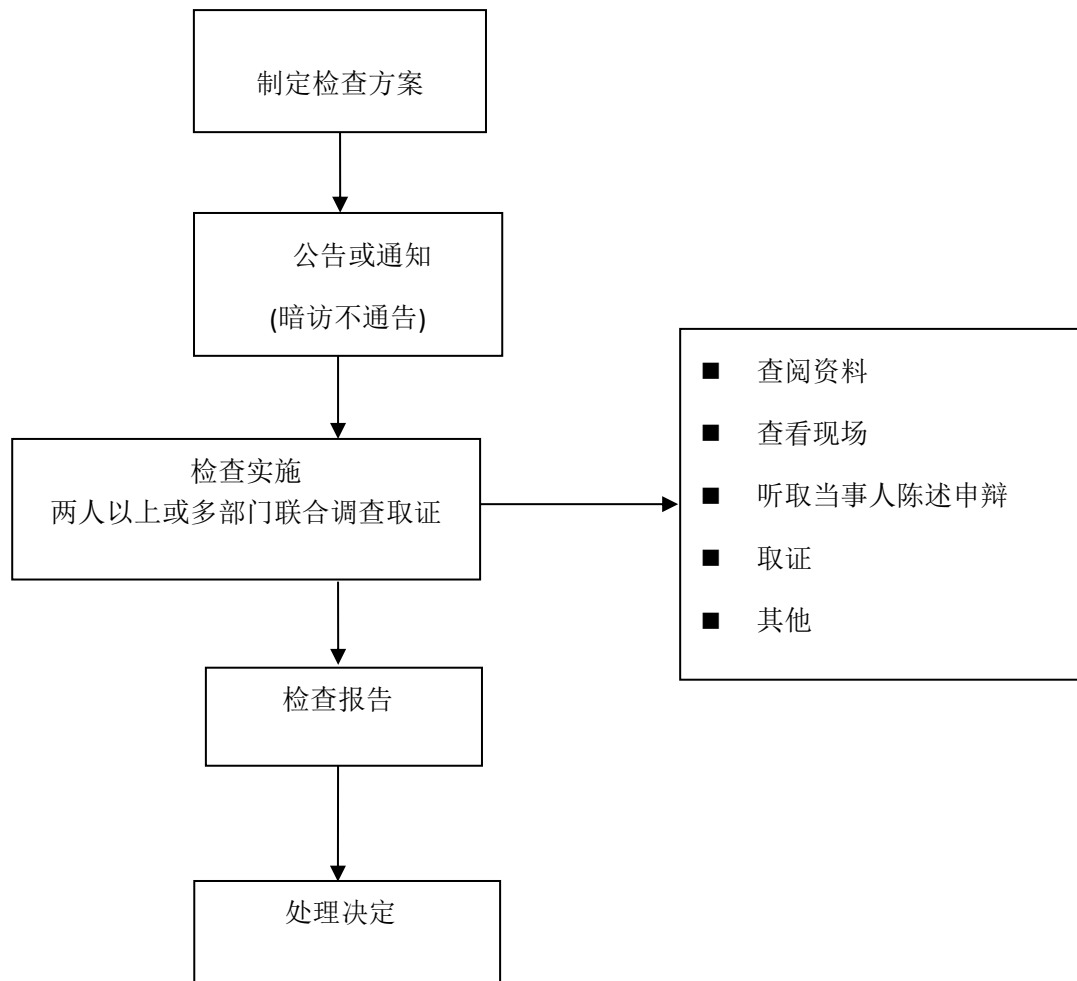 制定检查方案
公告或通知
(暗访不通告)
检查实施
两人以上或多部门联合调查取证
■ 查阅资料
■ 查看现场
■ 听取当事人陈述申辩
■ 取证
■ 其他
检查报告
处理决定